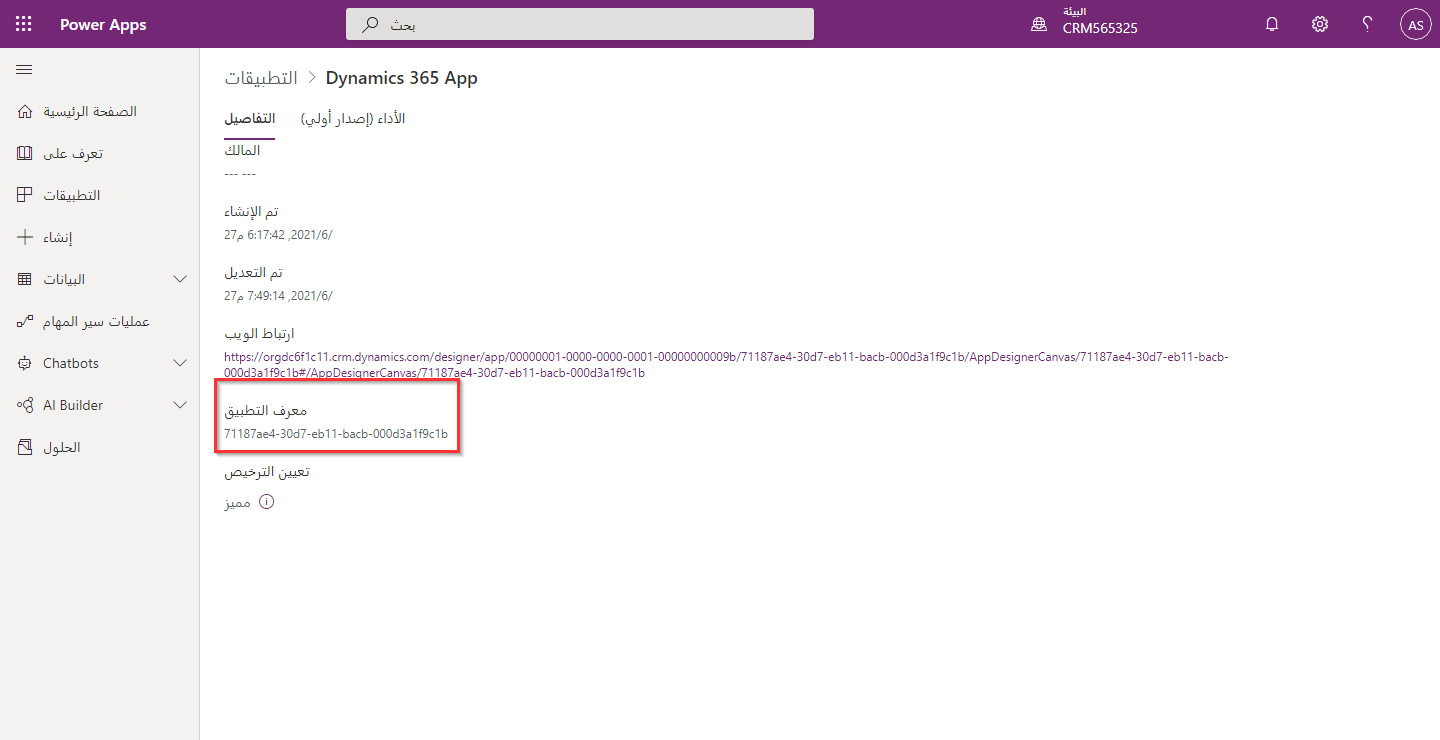 Power Apps
بحث
البيئة
CRM565325
AS
الصفحة الرئيسية
تعرف على
التطبيقات
إنشاء
البيانات
عمليات سير المهام
Chatbots
AI Builder
الحلول
التطبيقات > Dynamics 365 App
التفاصيل
الأداء (إصدار أولي)
المالك
--- ---
تم الإنشاء
27/6/2021, 6:17:42 م
تم التعديل
27/6/2021, 7:49:14 م
ارتباط الويب
https://orgdc6f1c11.crm.dynamics.com/designer/app/00000001-0000-0000-0001-00000000009b/71187ae4-30d7-eb11-bacb-000d3a1f9c1b/AppDesignerCanvas/71187ae4-30d7-eb11-bacb-
000d3a1f9c1b#/AppDesignerCanvas/71187ae4-30d7-eb11-bacb-000d3a1f9c1b
معرف التطبيق
71187ae4-30d7-eb11-bacb-000d3a1f9c1b
تعيين الترخيص
مميز